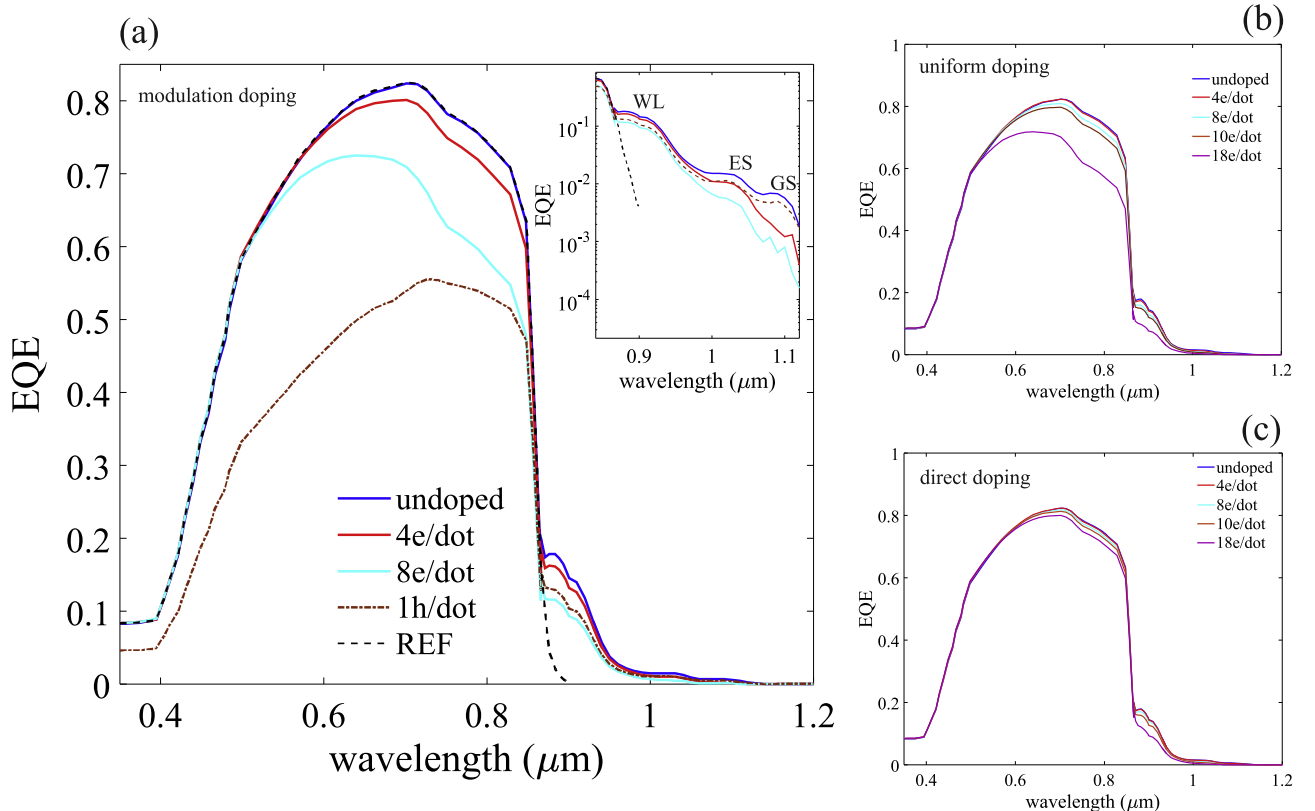 (a)
modulation doping
EQE
0.8
0.7
0.6
0.5
0.4
0.3
0.2
0.1
0
0.4
0.6
0.8
1
1.2
wavelength (μm)
undoped
4e/dot
8e/dot
1h/dot
REF
WL
ES
GS
EQE
10-1
10-2
10-3
10-4
0.9
1
1.1
wavelength (μm)
(b)
uniform doping
EQE
1
0.8
0.6
0.4
0.2
0
0.4
0.6
0.8
1
1.2
wavelength (μm)
undoped
4e/dot
8e/dot
10e/dot
18e/dot
(c)
direct doping
EQE
1
0.8
0.6
0.4
0.2
0
0.4
0.6
0.8
1
1.2
wavelength (μm)
undoped
4e/dot
8e/dot
10e/dot
18e/dot